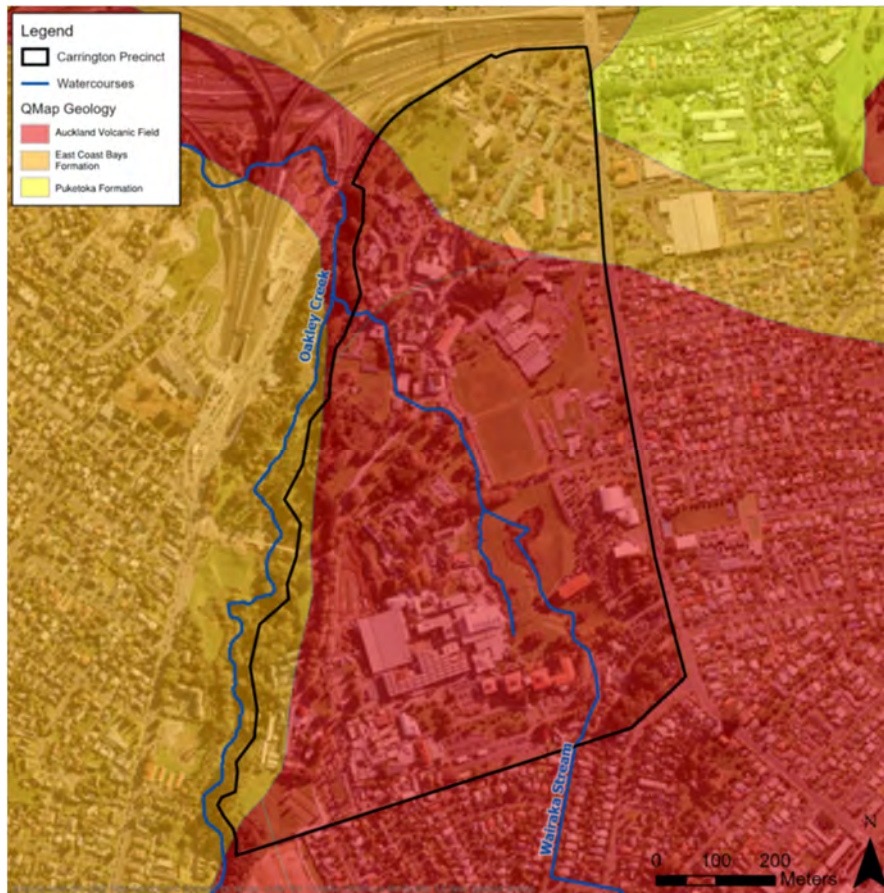 Legend
Carrington Precinct
Watercourses
QMap Geology
Auckland Volcanic Field
East Coast Bays
Formation
Puketoka Formation
Oakley Creek
Wairaka Stream
N
0 100 200
Meters